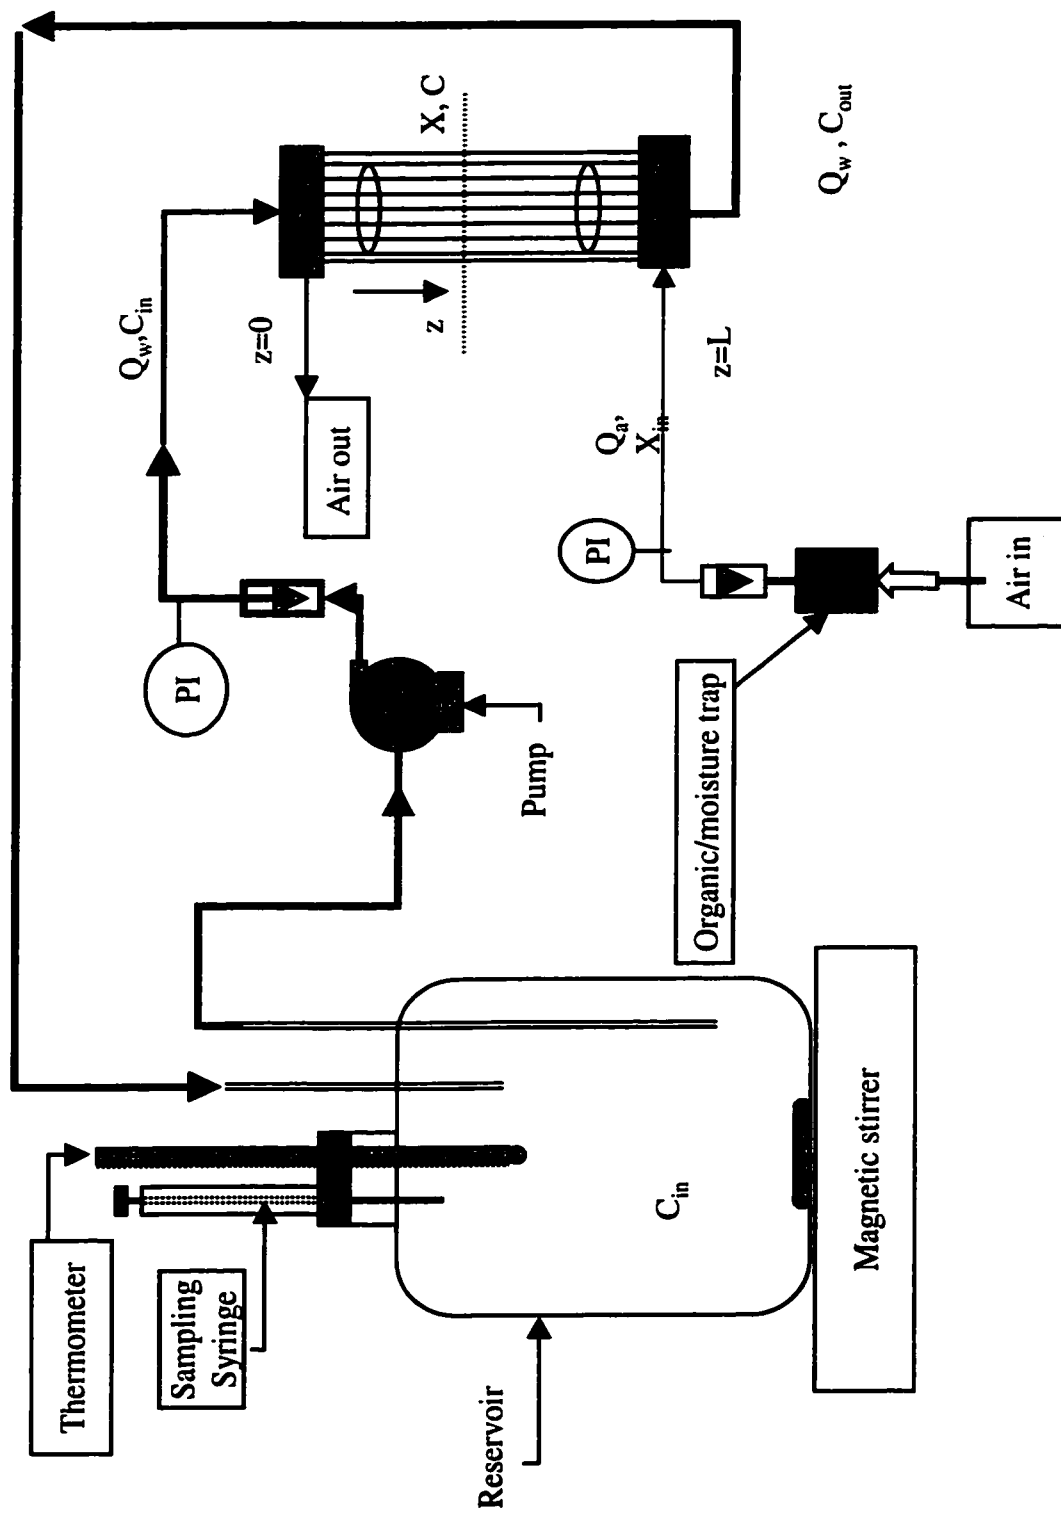 Thermometer
Sampling
Syringe
Reservoir
C_in
Magnetic stirrer
Organic/moisture trap
Pump
PI
Q_w,C_in
z=0
Air out
z
X, C
PI
Q_a,
X_in
z=L
Air in
Q_w , C_out